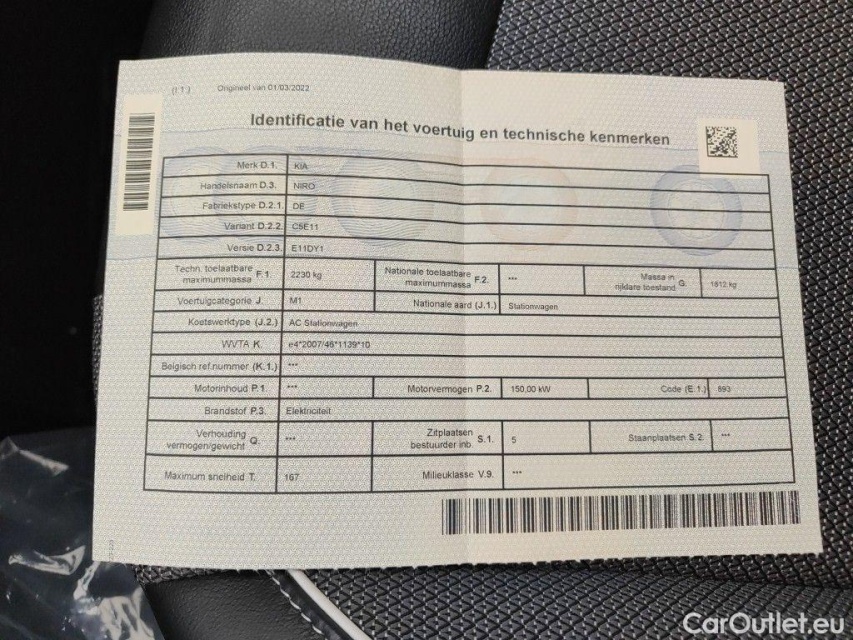 (I.1) Origineel van 01/03/2022
Identificatie van het voertuig en technische kenmerken
Merk D.1. KIA
Handelsnaam D.3. NIRO
Fabriekstype D.2.1. DE
Variant D.2.2. C5E11
Versie D.2.3. E11DY1
Techn. toelaatbare maximummassa F.1. 2230 kg Nationale toelaatbare maximummassa F.2. *** Massa in rijklare toestand G. 1812 kg
Voertuigcategorie J. M1 Nationale aard (J.1.) Stationwagen
Koetswerktype (J.2.) AC Stationwagen
WVTA K. e4*2007/46*1139*10
Belgisch ref.nummer (K.1.) ***
Motorinhoud P.1. *** Motorvermogen P.2. 150,00 kW Code (E.1.) 893
Brandstof P.3. Elektriciteit
Verhouding vermogen/gewicht Q. *** Zitplaatsen bestuurder inb. S.1. 5 Staanplaatsen S.2. ***
Maximum snelheid T. 167 Milieuklasse V.9. ***
CarOutlet.eu